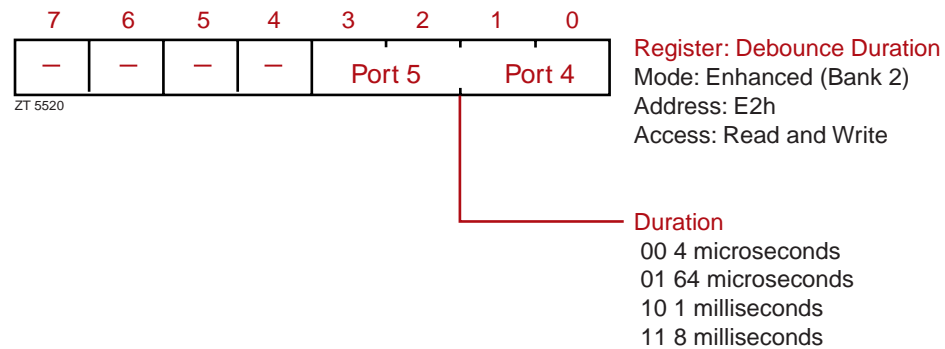 7 6 5 4 3 2 1 0
– – – – Port 5 Port 4
ZT 5520
Register: Debounce Duration
Mode: Enhanced (Bank 2)
Address: E2h
Access: Read and Write
Duration
00 4 microseconds
01 64 microseconds
10 1 milliseconds
11 8 milliseconds